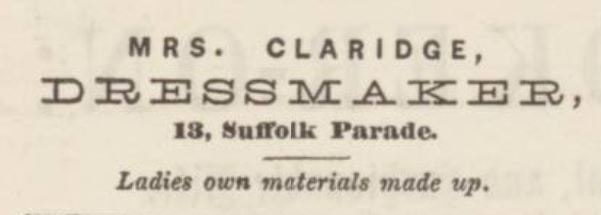 MRS. CLARIDGE,
DRESSMAKER,
13, Suffolk Parade.
Ladies own materials made up.